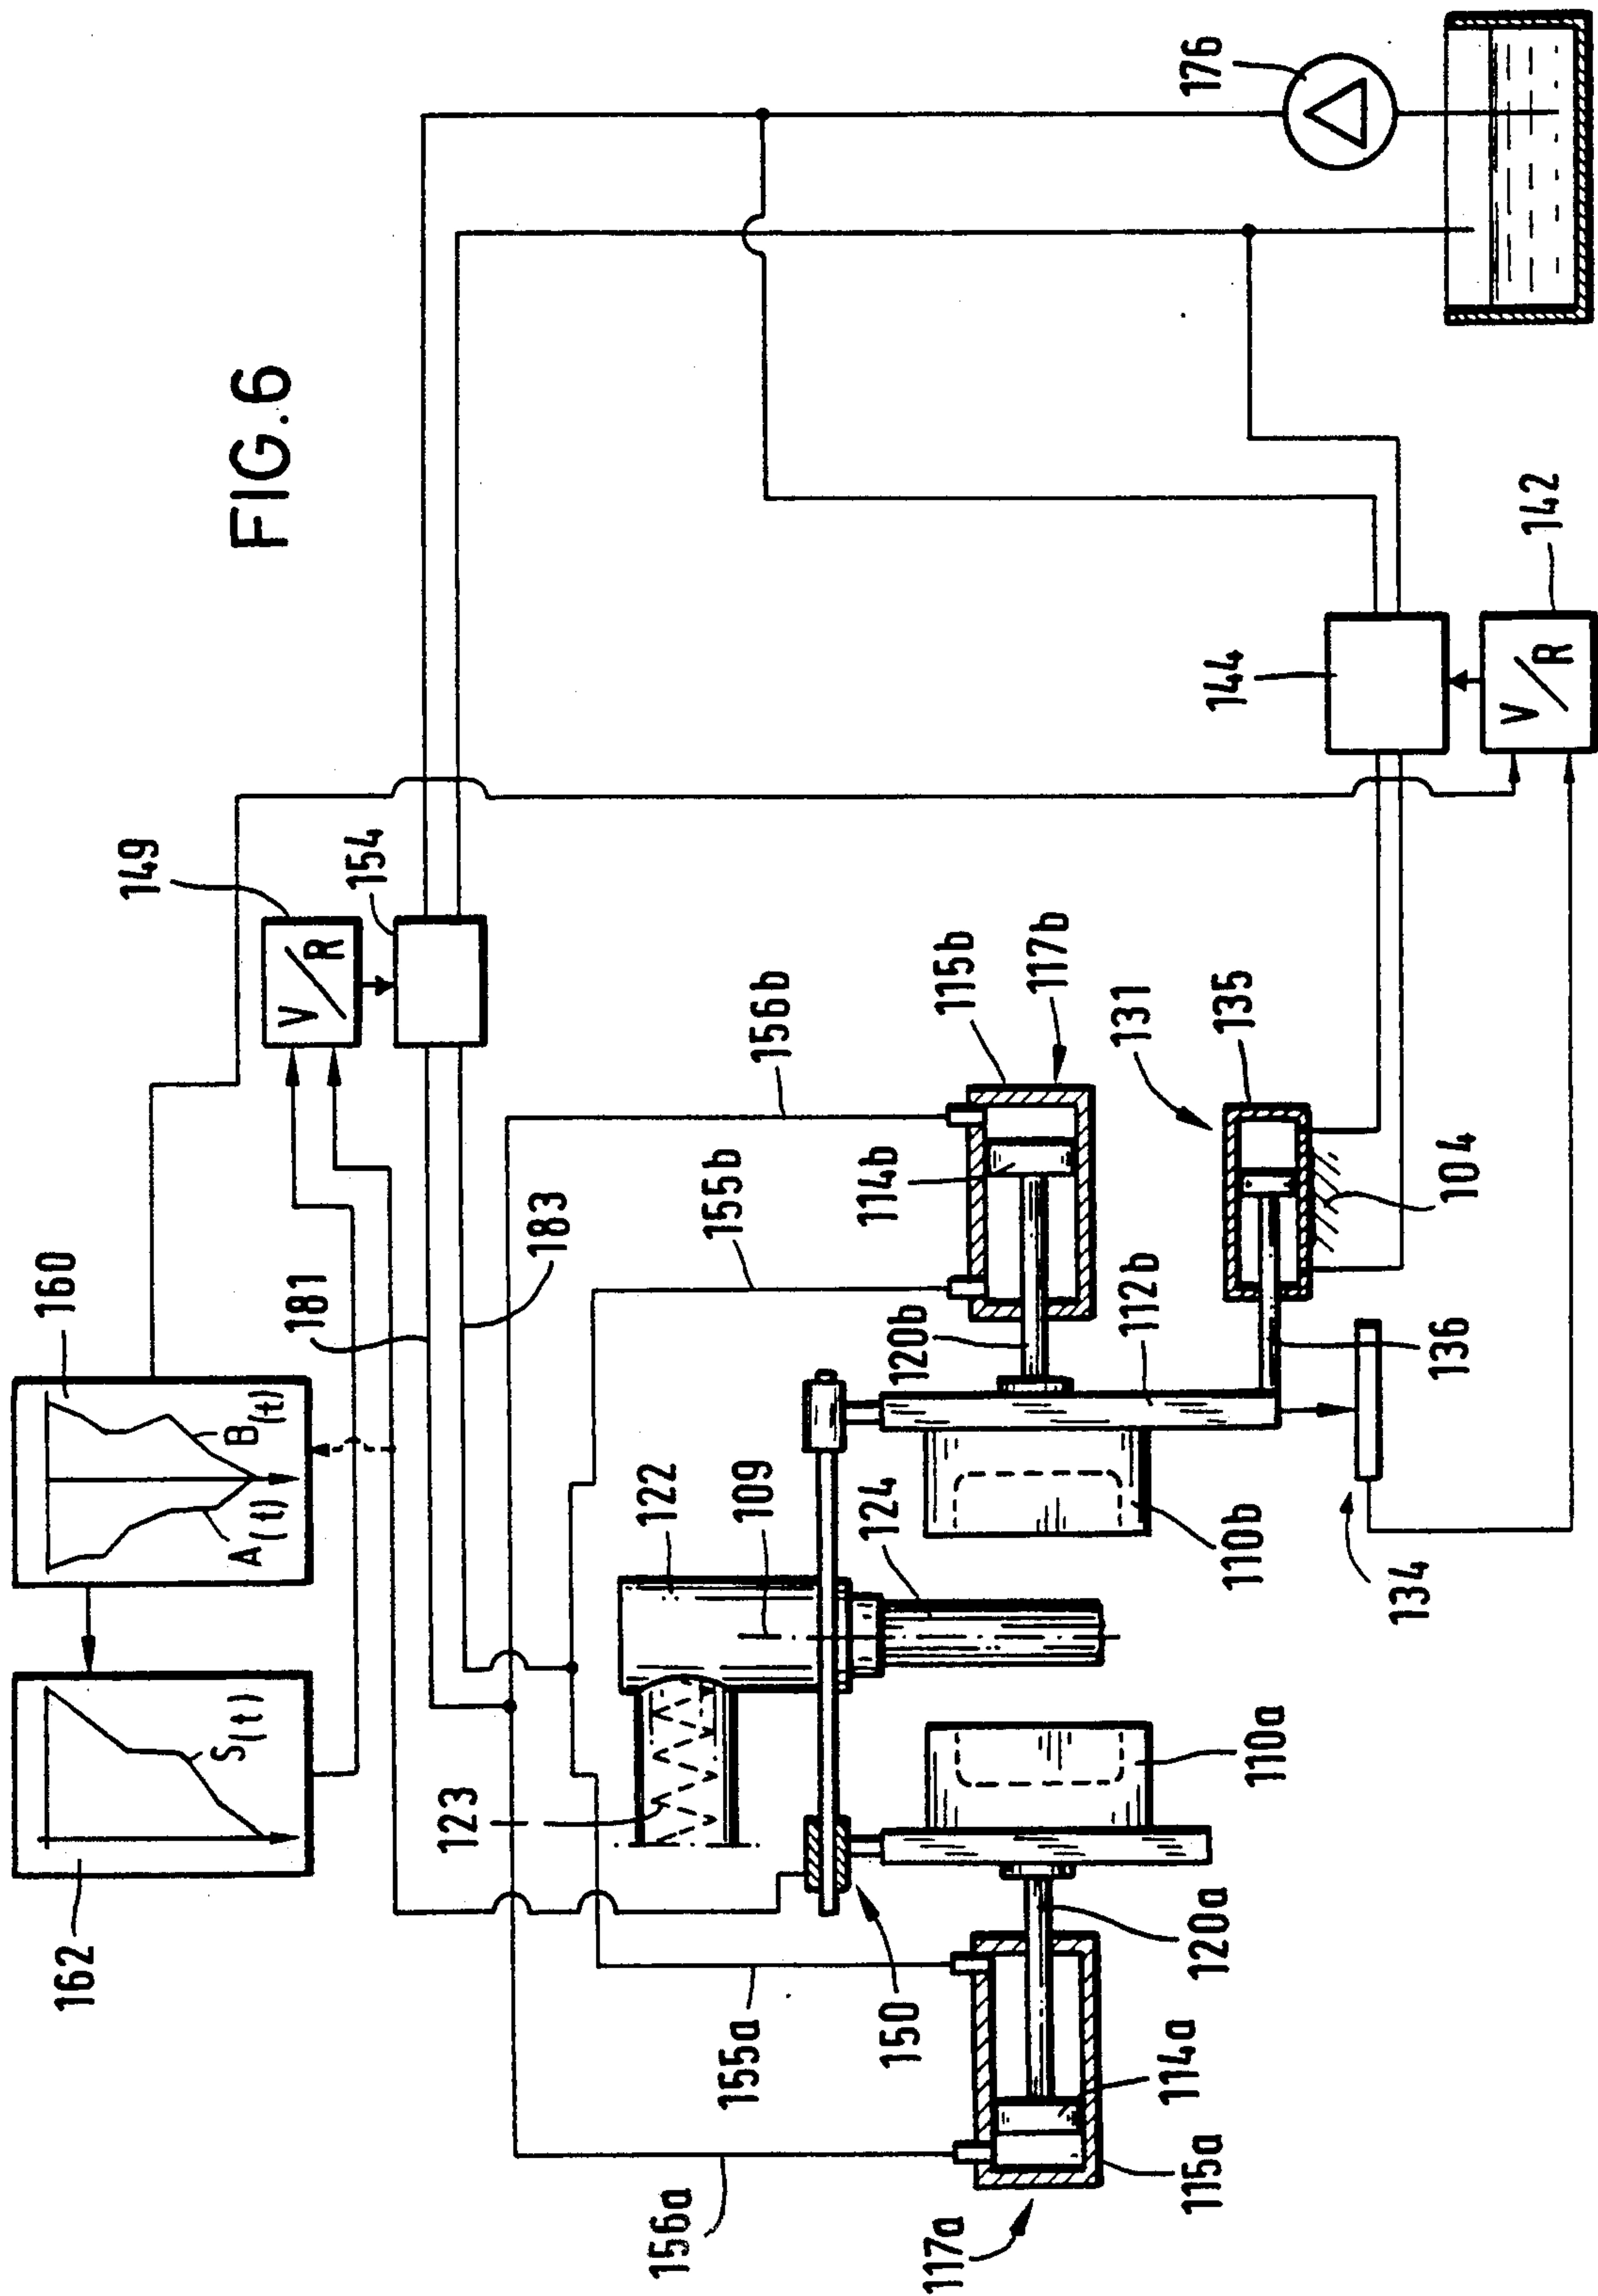 FIG.6
160
A(t)
B(t)
162
S(t)
149
V/R
154
181
183
176
156b
155b
115b
117b
114b
120b
112b
131
135
104
136
134
144
142
V/R
122
109
123
124
110b
110a
150
120a
155a
156a
114a
115a
117a